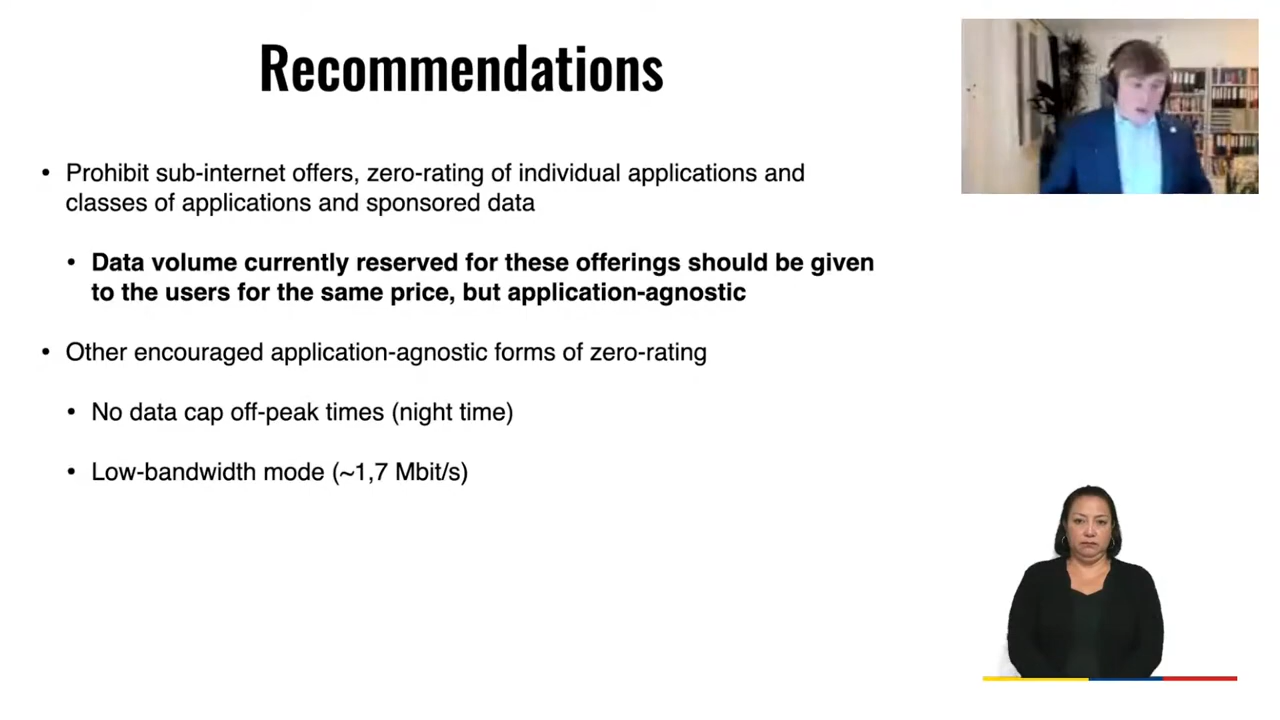 Recommendations
• Prohibit sub-internet offers, zero-rating of individual applications and
classes of applications and sponsored data
• Data volume currently reserved for these offerings should be given
to the users for the same price, but application-agnostic
• Other encouraged application-agnostic forms of zero-rating
• No data cap off-peak times (night time)
• Low-bandwidth mode (~1,7 Mbit/s)